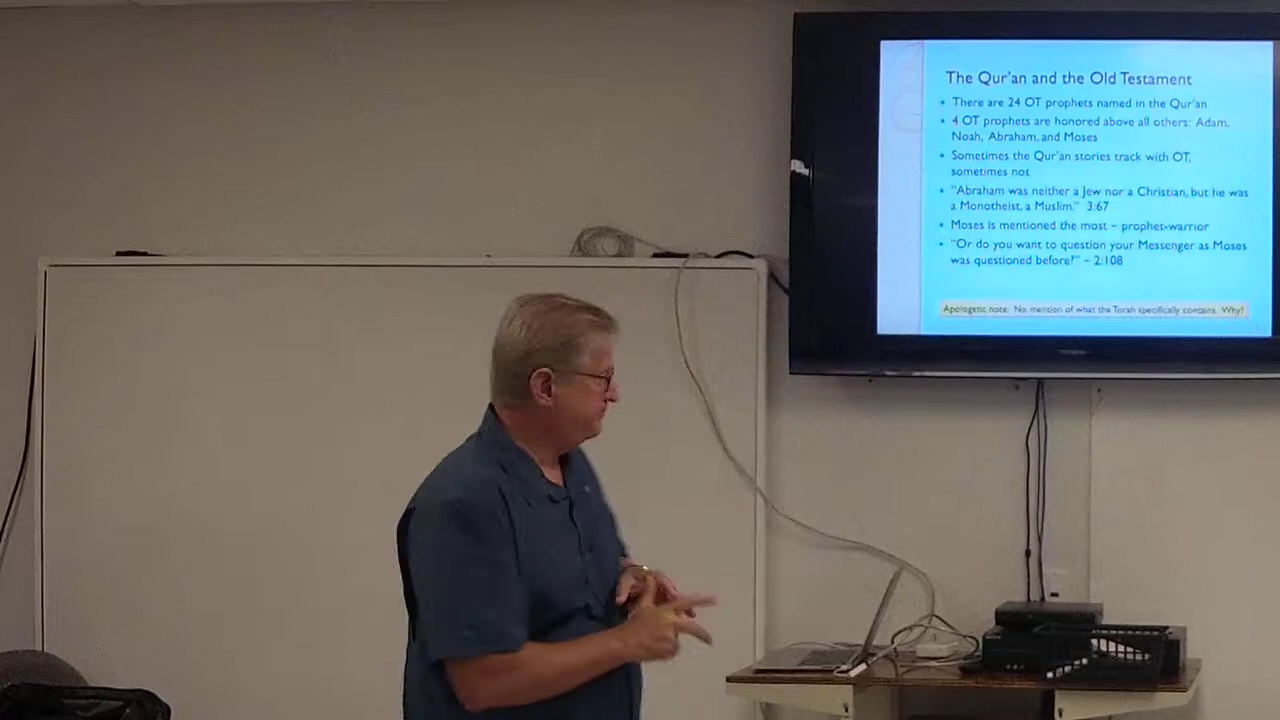 The Qur'an and the Old Testament
• There are 24 OT prophets named in the Qur'an
• 4 OT prophets are honored above all others: Adam,
Noah, Abraham, and Moses
• Sometimes the Qur'an stories track with OT,
sometimes not
• "Abraham was neither a Jew nor a Christian, but he was
a Monotheist, a Muslim." 3:67
• Moses is mentioned the most – prophet-warrior
• "Or do you want to question your Messenger as Moses
was questioned before?" – 2:108
Apologetic note: No mention of what the Torah specifically contains. Why?